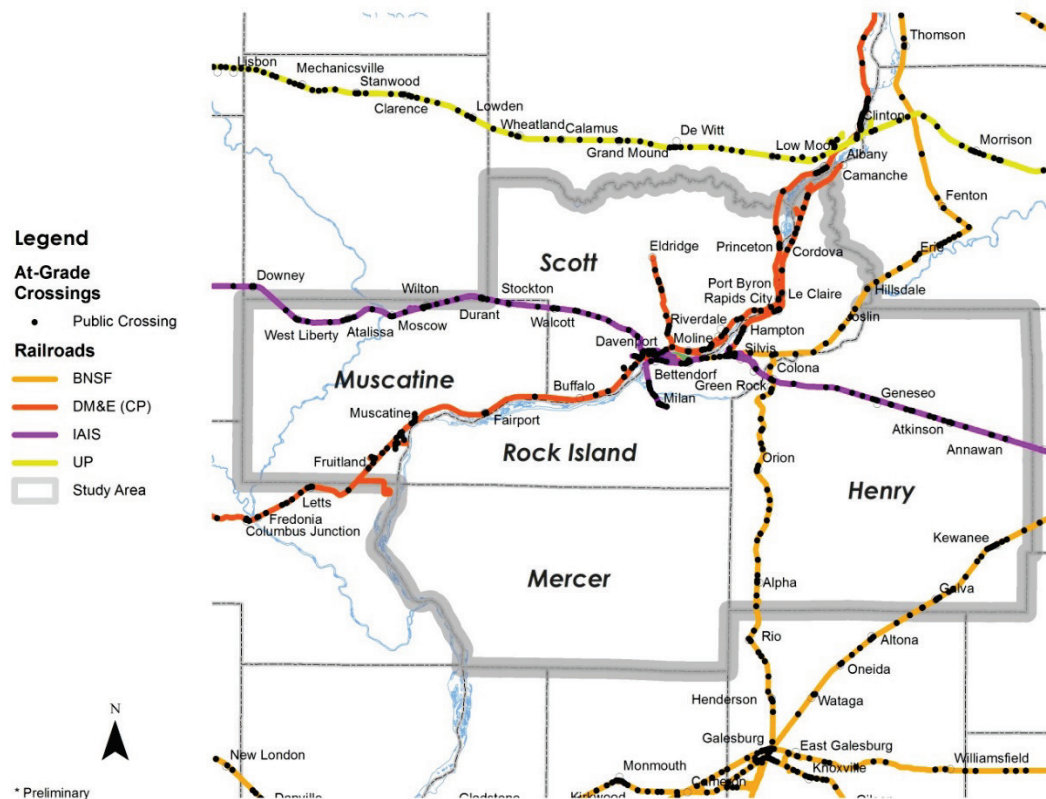 Legend
At-Grade
Crossings
Public Crossing
Railroads
BNSF
DM&E (CP)
IAIS
UP
Study Area
N
* Preliminary
Thomson
Lisbon
Mechanicsville
Stanwood
Clarence
Lowden
Wheatland
Calamus
Grand Mound
De Witt
Low Moo
Clinton
Morrison
Albany
Camanche
Fenton
Erie
Eldridge
Scott
Princeton
Cordova
Downey
Wilton
Stockton
Port Byron
Rapids City
Le Claire
Hillsdale
Joslin
West Liberty
Atalissa
Moscow
Durant
Walcott
Riverdale
Hampton
Davenport
Moline
Silvis
Colona
Muscatine
Buffalo
Bettendorf
Green Rock
Milan
Geneseo
Muscatine
Fairport
Atkinson
Annawan
Fruitland
Rock Island
Orion
Henry
Letts
Fredonia
Columbus Junction
Kewanee
Mercer
Alpha
Galva
Rio
Altona
Oneida
Henderson
Wataga
Galesburg
East Galesburg
New London
Monmouth
Cameron
Knoxville
Williamsfield
Danville
Gladstone
Kirkwood